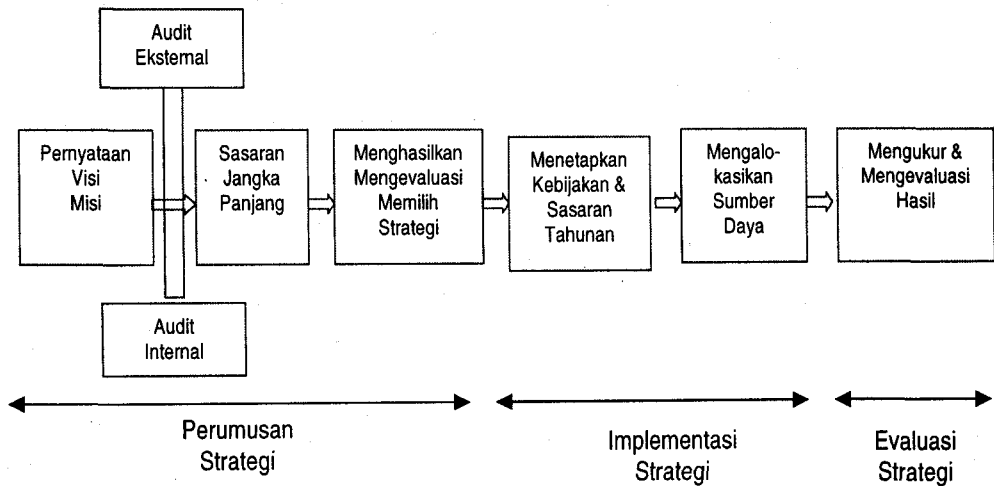 Audit
Eksternal
Pernyataan
Visi
Misi
Sasaran
Jangka
Panjang
Menghasilkan
Mengevaluasi
Memilih
Strategi
Menetapkan
Kebijakan &
Sasaran
Tahunan
Mengalo-
kasikan
Sumber
Daya
Mengukur &
Mengevaluasi
Hasil
Audit
Internal
Perumusan
Strategi
Implementasi
Strategi
Evaluasi
Strategi